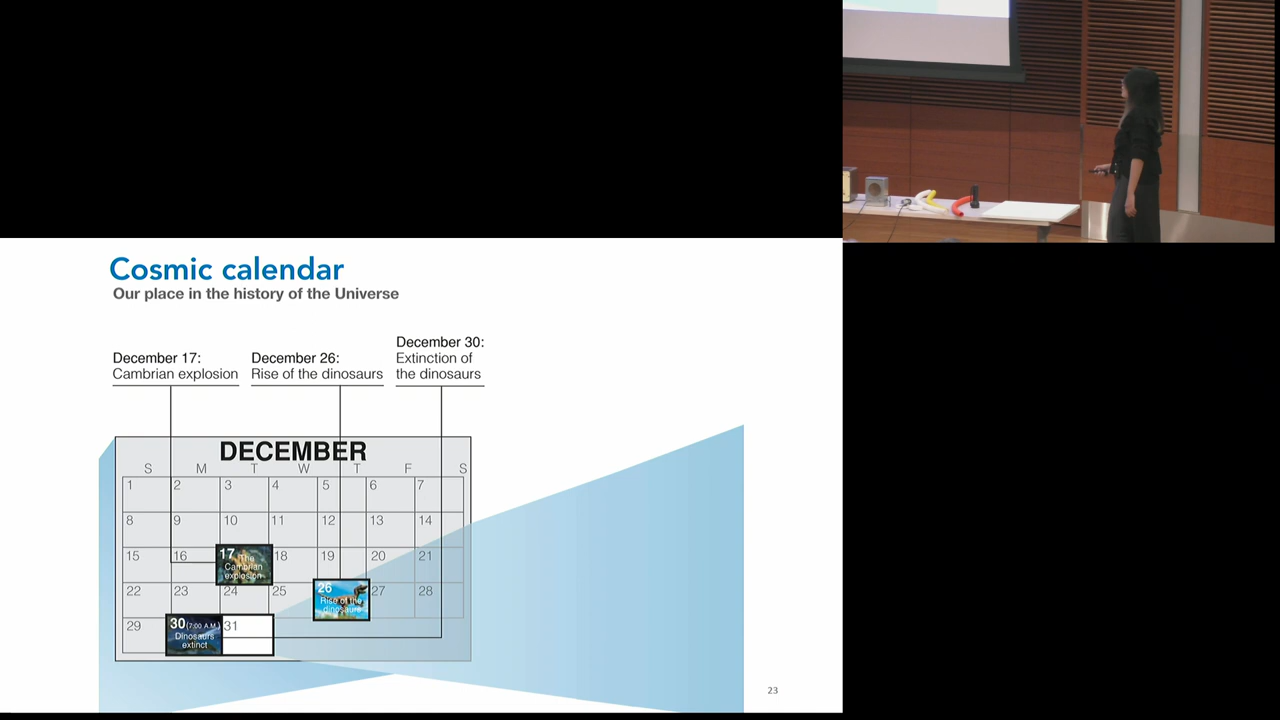 Cosmic calendar
Our place in the history of the Universe
December 30:
Extinction of
the dinosaurs
December 17:
Cambrian explosion
December 26:
Rise of the dinosaurs
DECEMBER
S M T W T F S
1 2 3 4 5 6 7
8 9 10 11 12 13 14
15 16 17 18 19 20 21
The
Cambrian
explosion
22 23 24 25 26 27 28
Rise of the
dinosaurs
29 30 (7:00 A.M.) 31
Dinosaurs
extinct
23